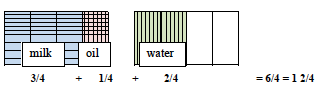 milk oil water
3/4 + 1/4 + 2/4 = 6/4 = 1 2/4